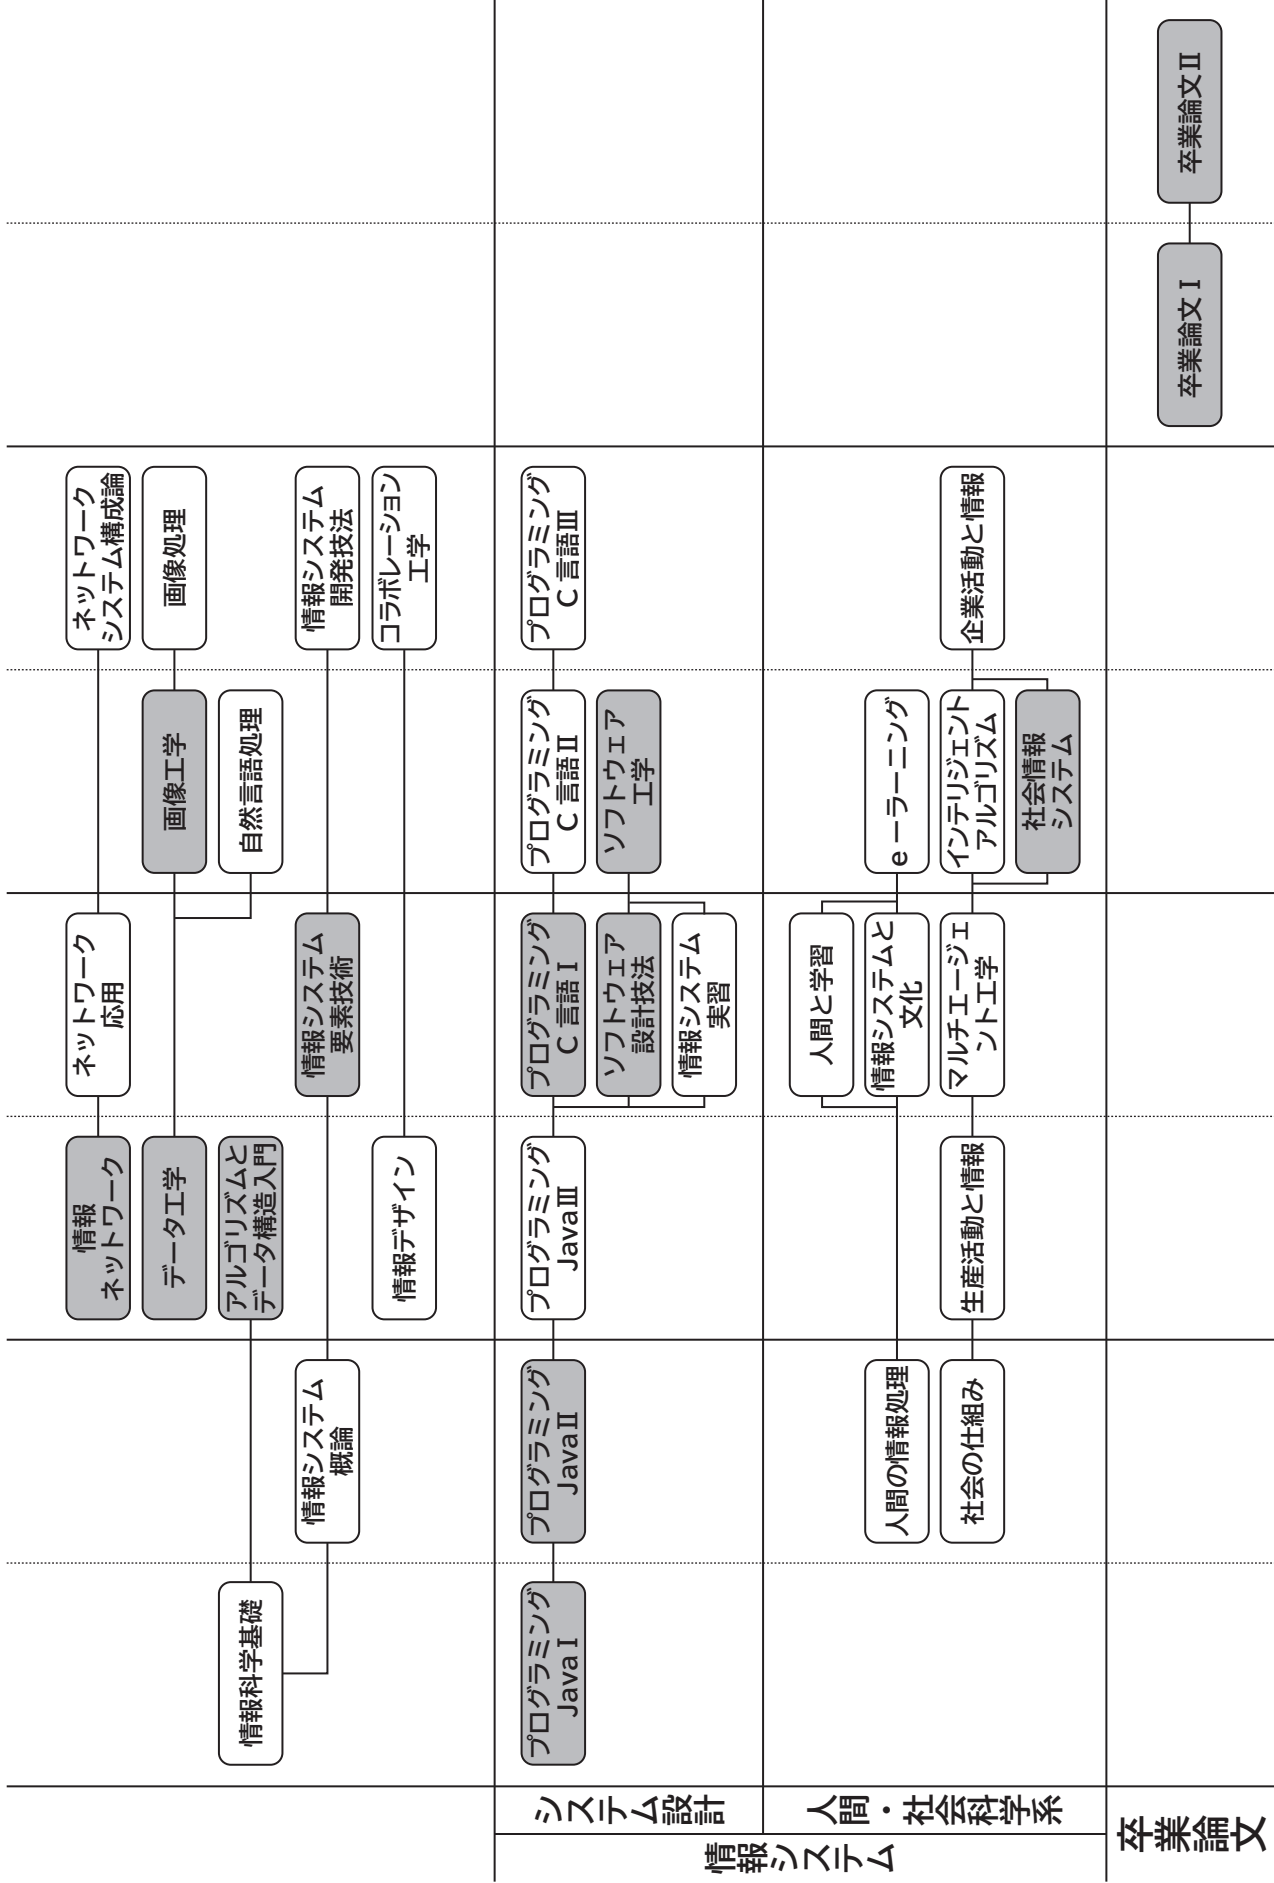 情報
ネットワーク
ネットワーク
応用
ネットワーク
システム構成論
データ工学
画像工学
画像処理
情報科学基礎
アルゴリズムと
データ構造入門
自然言語処理
情報システム
概論
情報システム
要素技術
情報システム
開発技法
情報デザイン
コラボレーション
工学
情報システム
システム設計
プログラミング
JavaⅠ
プログラミング
JavaⅡ
プログラミング
JavaⅢ
プログラミング
C 言語Ⅰ
プログラミング
C 言語Ⅱ
プログラミング
C 言語Ⅲ
ソフトウェア
設計技法
ソフトウェア
工学
情報システム
実習
人間・社会科学系
人間と学習
人間の情報処理
情報システムと
文化
eーラーニング
社会の仕組み
生産活動と情報
マルチエージェ
ント工学
インテリジェント
アルゴリズム
企業活動と情報
社会情報
システム
卒業論文
卒業論文Ⅰ
卒業論文Ⅱ